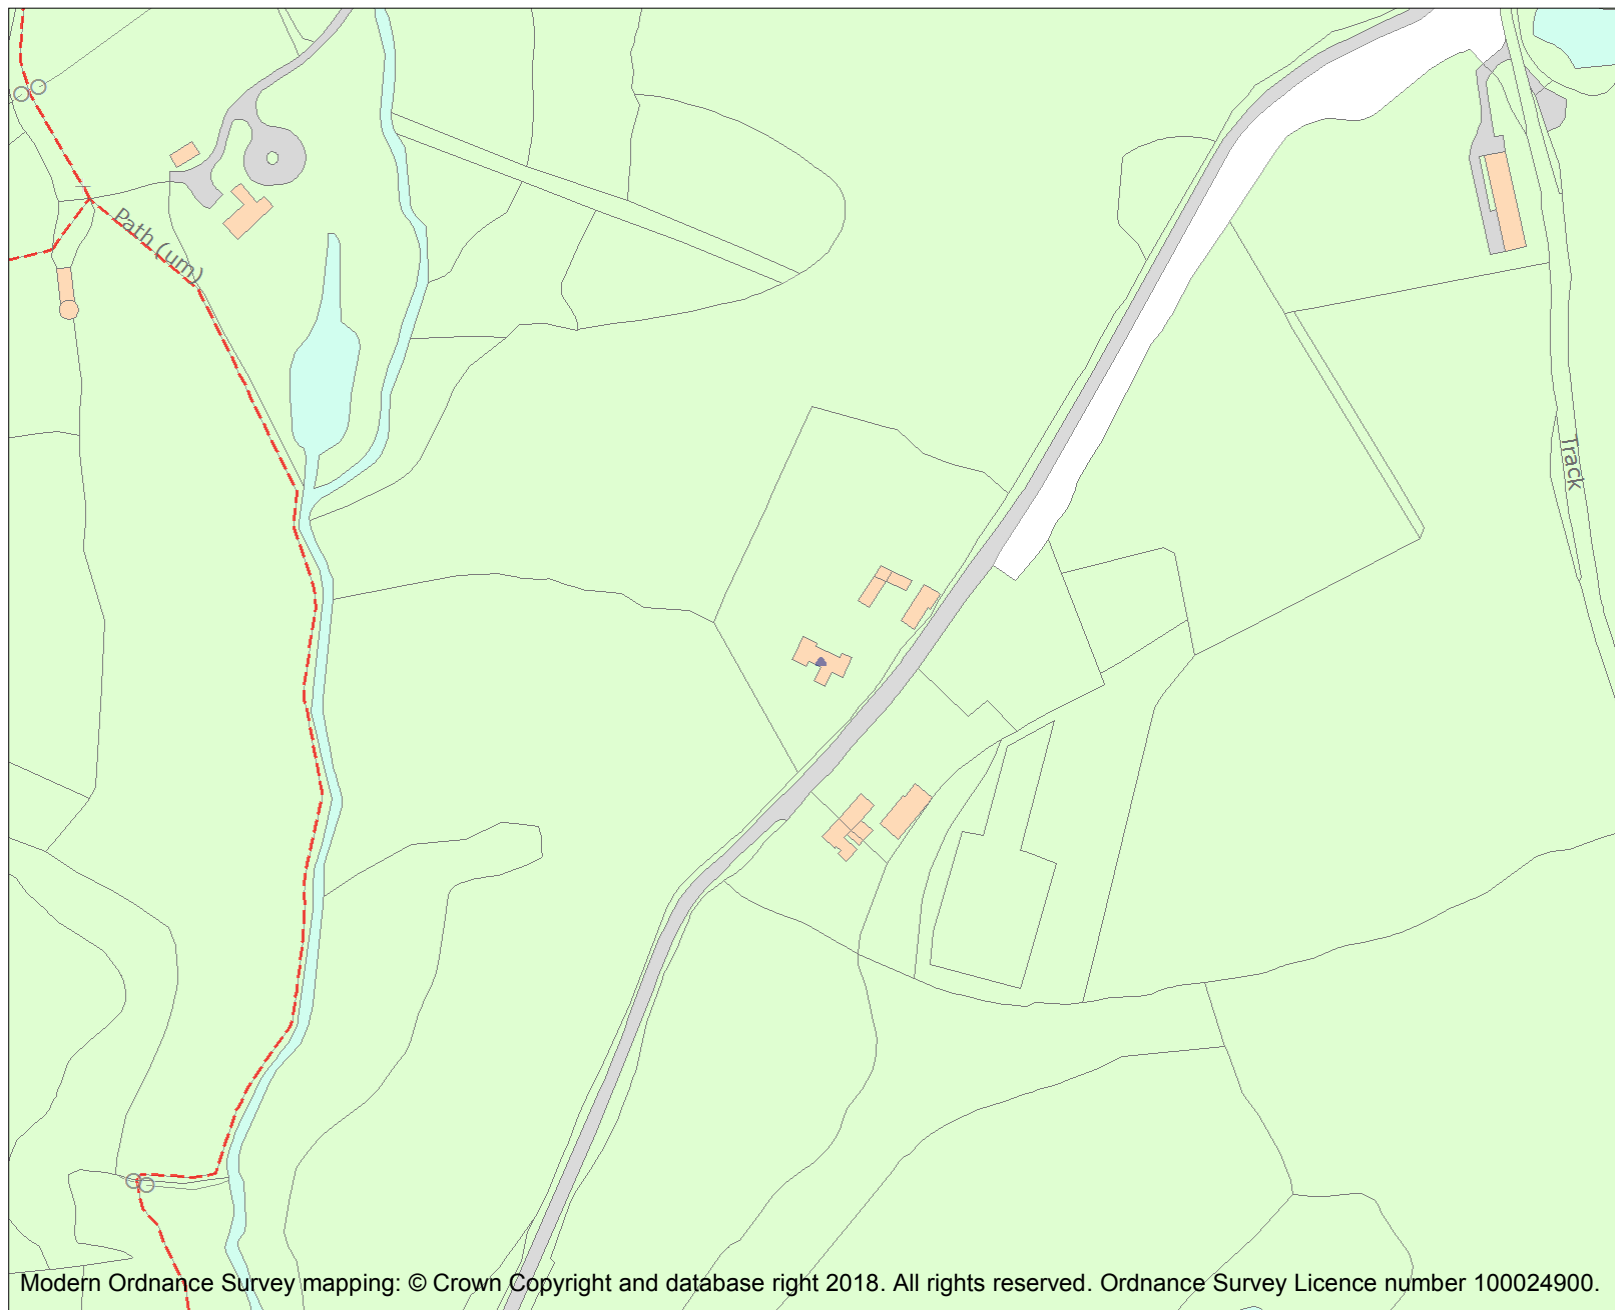 Path (um)
Track
Modern Ordnance Survey mapping: © Crown Copyright and database right 2018. All rights reserved. Ordnance Survey Licence number 100024900.